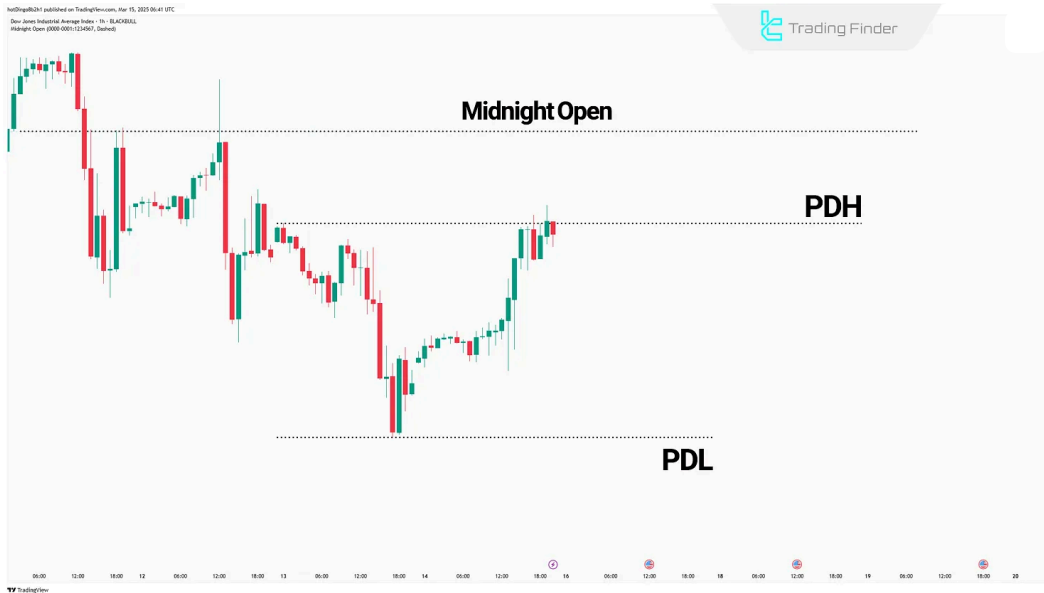 hotDingo8b2h1 published on TradingView.com, Mar 15, 2025 06:41 UTC
Dow Jones Industrial Average Index · 1h · BLACKBULL
Midnight Open (0000-0001:1234567, Dashed)
Trading Finder
Midnight Open
PDH
PDL
06:00 12:00 18:00 12 06:00 12:00 18:00 13 06:00 12:00 18:00 14 06:00 12:00 18:00 16 06:00 12:00 18:00 18 06:00 12:00 18:00 19 06:00 12:00 18:00 20
TradingView